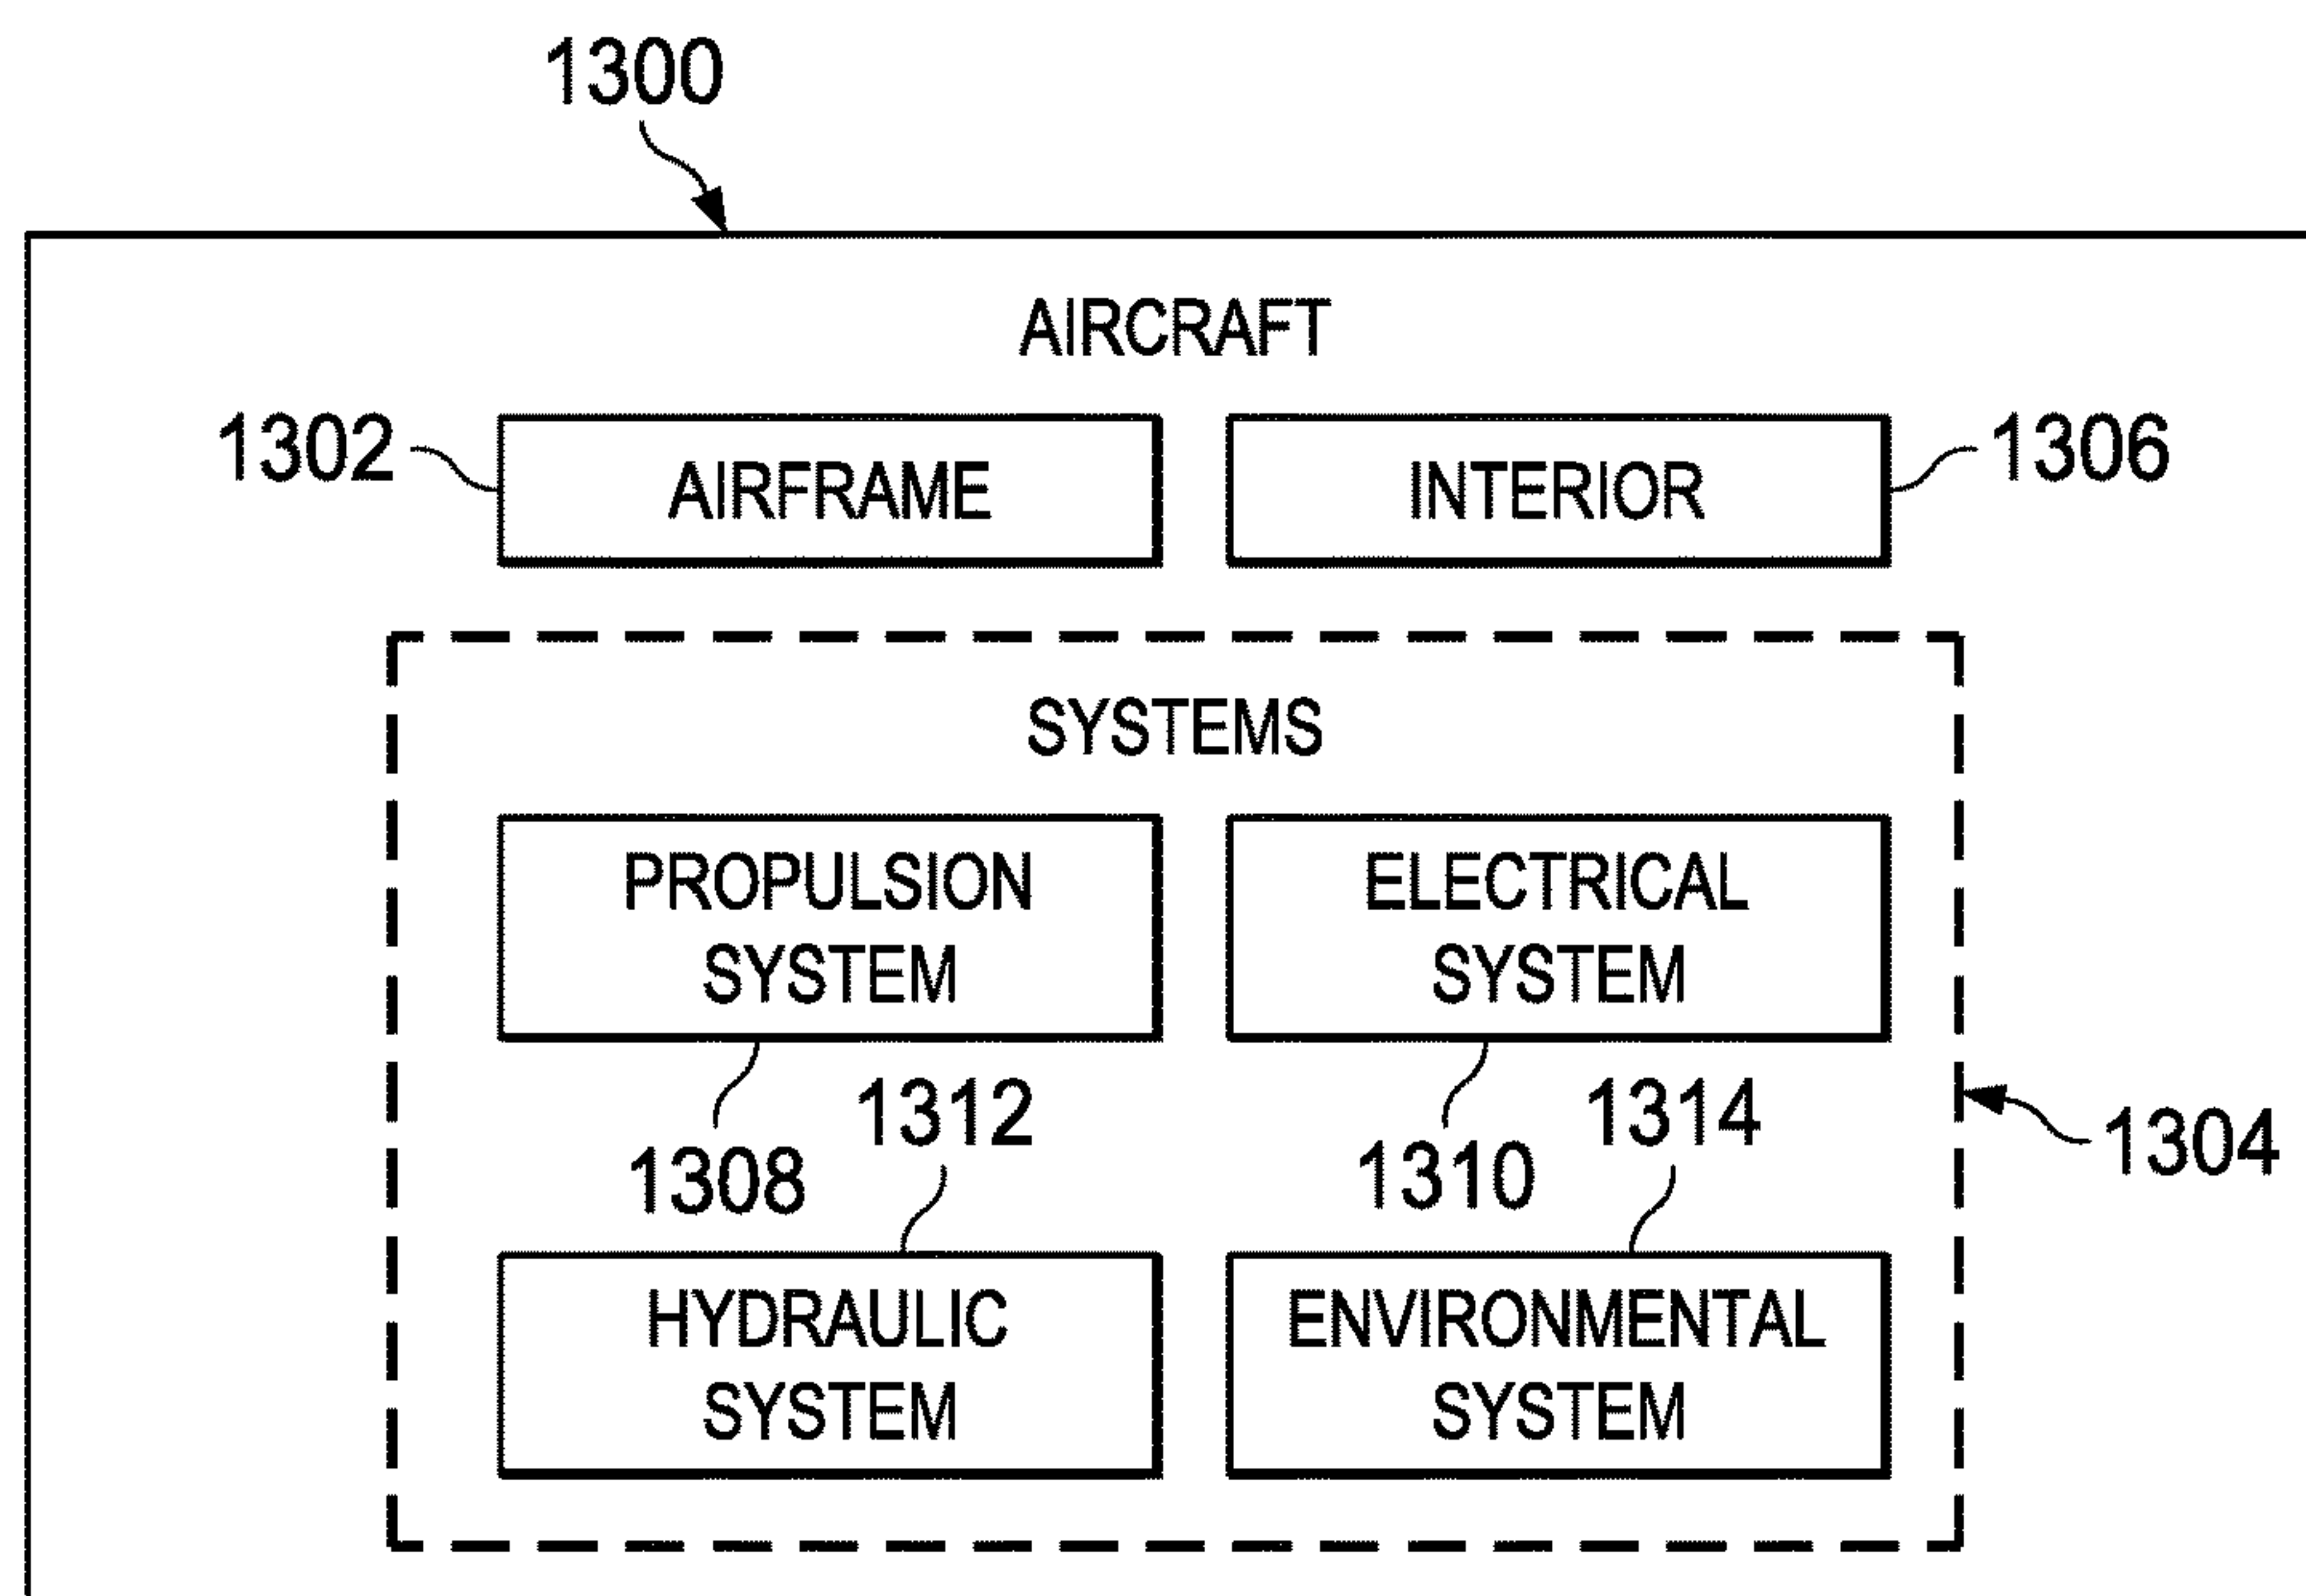 1300
AIRCRAFT
1302
AIRFRAME
INTERIOR
1306
SYSTEMS
PROPULSION
SYSTEM
ELECTRICAL
SYSTEM
1308
1312
1310
1314
1304
HYDRAULIC
SYSTEM
ENVIRONMENTAL
SYSTEM